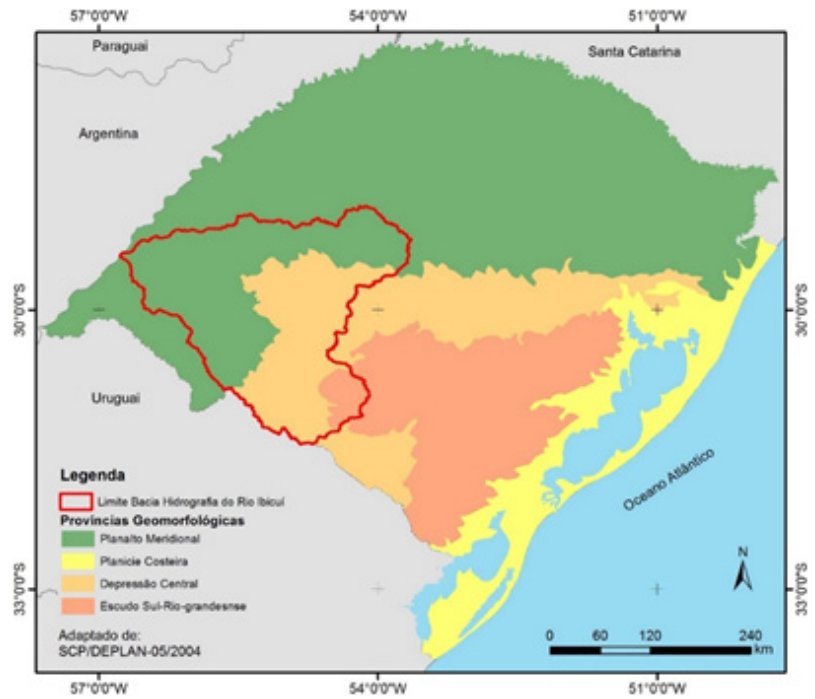 57°0'0"W 54°0'0"W 51°0'0"W
Paraguai
Santa Catarina
Argentina
30°0'0"S 30°0'0"S
Uruguai
Oceano Atlântico
Legenda
Limite Bacia Hidrografia do Rio Ibicuí
Províncias Geomorfológicas
Planalto Meridional
Planície Costeira
Depressão Central
Escudo Sul-Rio-grandesnse
N
33°0'0"S 33°0'0"S
Adaptado de:
SCP/DEPLAN-05/2004
0 60 120 240
km
57°0'0"W 54°0'0"W 51°0'0"W